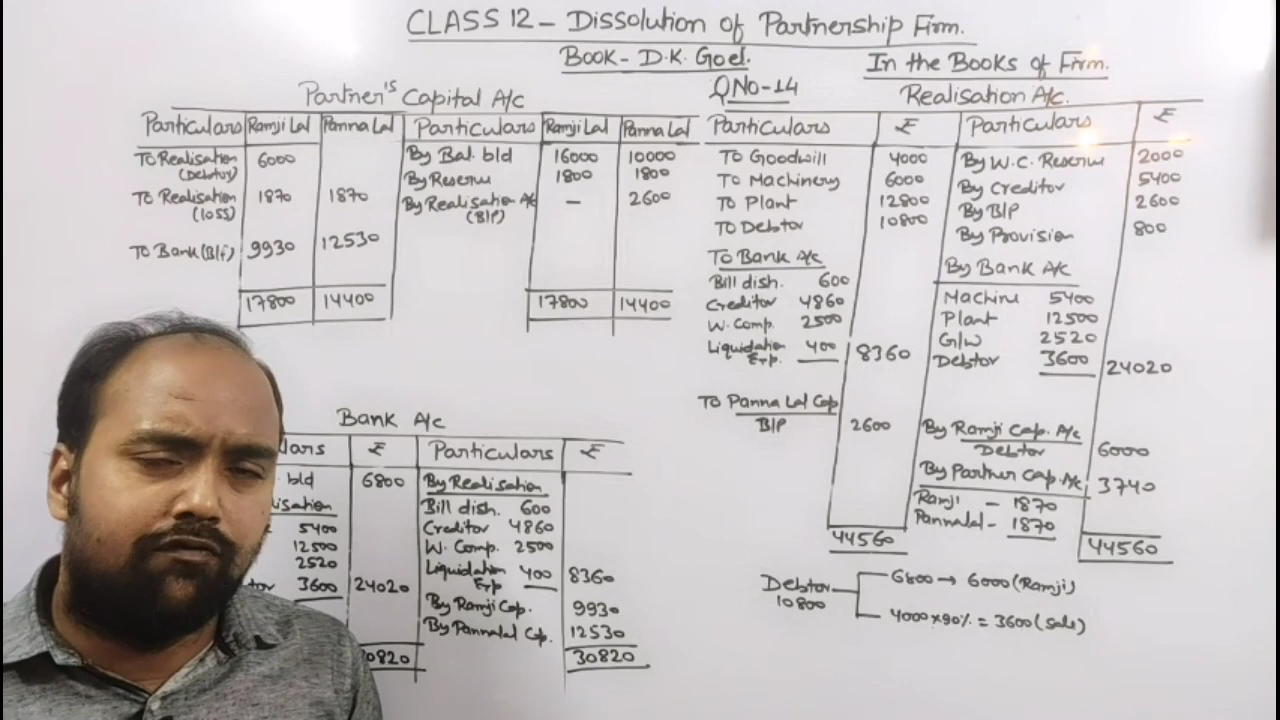 CLASS 12 - Dissolution of Partnership Firm.
BOOK - D.K. Goel.
In the Books of Firm.
Partner's Capital A/c
Particulars Ramji Lal Panna Lal Particulars Ramji Lal Panna Lal
To Realisation (Debtor) 6000 By Bal. b/d 16000 10000
By Reserve 1800 1800
To Realisation (loss) 1870 1870 By Realisation A/c (B/P) - 2600
To Bank (B/f) 9930 12530
17800 14400 17800 14400
QNO-14
Realisation A/c.
Particulars ₹ Particulars ₹
To Goodwill 4000 By W.C. Reserve 2000
To Machinery 6000 By Creditor 5400
To Plant 12800 By B/P 2600
To Debtor 10800 By Provision 800
To Bank A/c By Bank A/c
Bill dish. 600 Machine 5400
Creditor 4860 Plant 12500
W. Comp. 2500 G/W 2520
Liquidation Exp. 400 8360 Debtor 3600 24020
To Panna Lal Cap By Ramji Cap. A/c
B/P 2600 Debtor 6000
By Partner Cap. A/c 3740
Ramji - 1870
Pannalal - 1870
44560 44560
Debtor 10800
6800 → 6000 (Ramji)
4000 x 90% = 3600 (sale)
Bank A/c
lars ₹ Particulars ₹
b/d 6800 By Realisation
isation Bill dish. 600
5400 Creditor 4860
12500 W. Comp. 2500
2520
tor 3600 24020 Liquidation Exp 400 8360
By Ramji Cap. 9930
By Pannalal Cap. 12530
0820 30820